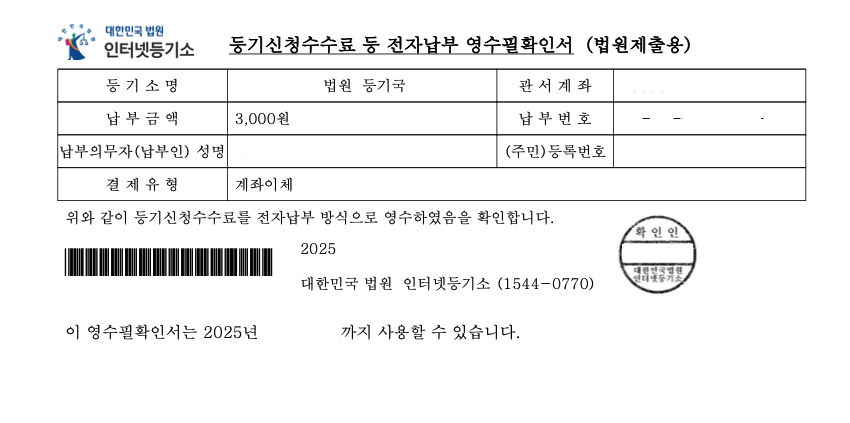 대한민국 법원
인터넷등기소
등기신청수수료 등 전자납부 영수필확인서 (법원제출용)
등 기 소 명 법원 등기국 관 서 계 좌
납 부 금 액 3,000원 납 부 번 호 - - -
납부의무자(납부인) 성명 (주민)등록번호
결 제 유 형 계좌이체
위와 같이 등기신청수수료를 전자납부 방식으로 영수하였음을 확인합니다.
확 인 인
2025
대한민국법원
인터넷등기소
대한민국 법원 인터넷등기소 (1544-0770)
이 영수필확인서는 2025년 까지 사용할 수 있습니다.